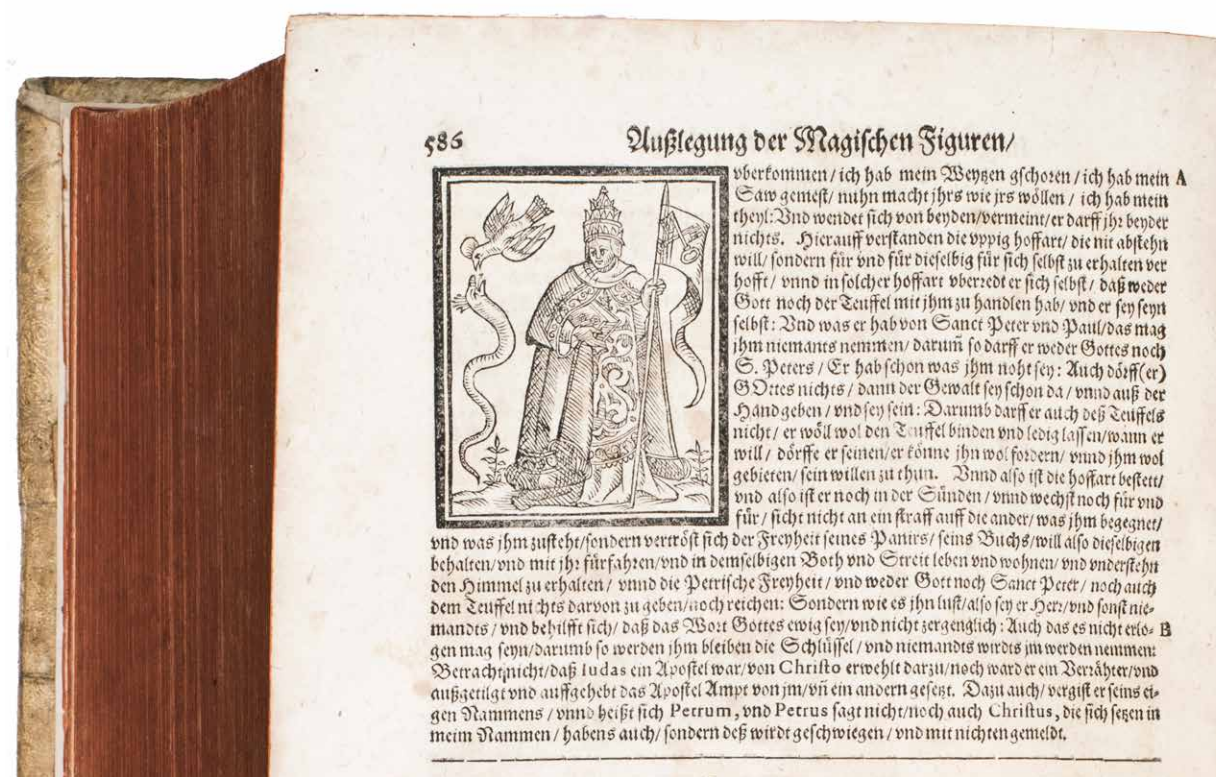 586
Außlegung der Magischen Figuren/
vberkommen / ich hab mein Weytzen gschoren / ich hab mein A
Saw gemest / nuhn macht jhrs wie jrs wöllen / ich hab mein
theyl: Vnd wendet sich von beyden/vermeint/er darff jhr beyder
nichts. Hierauff verstanden die vppig hoffart/ die nit abstehn
will/ sondern für vnd für dieselbig für sich selbst zu erhalten ver
hofft / vnnd in solcher hoffart vberredt er sich selbst / daß weder
Gott noch der Teuffel mit jhm zu handlen hab/ vnd er sey seyn
selbst: Vnd was er hab von Sanct Peter vnd Paul/das mag
jhm niemants nemmen/ darum̃ so darff er weder Gottes noch
S. Peters / Er hab schon was jhm noht sey: Auch dörff(er)
GOttes nichts / dann der Gewalt sey schon da / vnnd auß der
Hand geben / vnd sey sein: Darumb darff er auch deß Teuffels
nicht / er wöll wol den Teuffel binden vnd ledig lassen/wann er
will / dörffe er seinen/er könne jhn wol fordern/ vnnd jhm wol
gebieten/ sein willen zu thun. Vnnd also ist die hoffart bestett/
vnd also ist er noch in der Sünden / vnnd wechst noch für vnd
für / sicht nicht an ein straff auff die ander/ was jhm begegnet/
vnd was jhm zusteht/sondern vertröst sich der Freyheit seines Panirs/ seins Buchs/will also dieselbigen
behalten/vnd mit jhr fürfahren/vnd in demselbigen Both vnd Streit leben vnd wohnen/ vnd vnderstehn
den Himmel zu erhalten / vnnd die Petrische Freyheit / vnd weder Gott noch Sanct Peter / noch auch
dem Teuffel nichts darvon zu geben/noch reichen: Sondern wie es jhn lust/also sey er Herr/vnd sonst nie-
mandts / vnd behilfft sich/ daß das Wort Gottes ewig sey/vnd nicht zergenglich: Auch das es nicht erlo- B
gen mag seyn/darumb so werden jhm bleiben die Schlüssel / vnd niemandts wirdts jm werden nemmen:
Betracht nicht/daß Iudas ein Apostel war/von Christo erwehlt darzu/noch ward er ein Verrähter/vnd
außgetilgt vnd auffgehebt das Apostel Ampt von jm/vñ ein andern gesetzt. Dazu auch/ vergist er seins ei-
gen Nammens / vnnd heißt sich Petrum, vnd Petrus sagt nicht/noch auch Christus, die sich setzen in
meim Nammen / habens auch/ sondern deß wirdt geschwiegen / vnd mit nichten gemeldt.